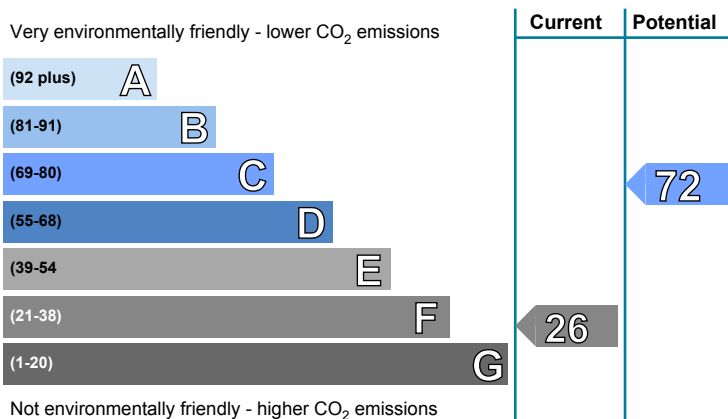 Current Potential
Very environmentally friendly - lower CO2 emissions
(92 plus) A
(81-91) B
(69-80) C
72
(55-68) D
(39-54 E
(21-38) F
26
(1-20) G
Not environmentally friendly - higher CO2 emissions